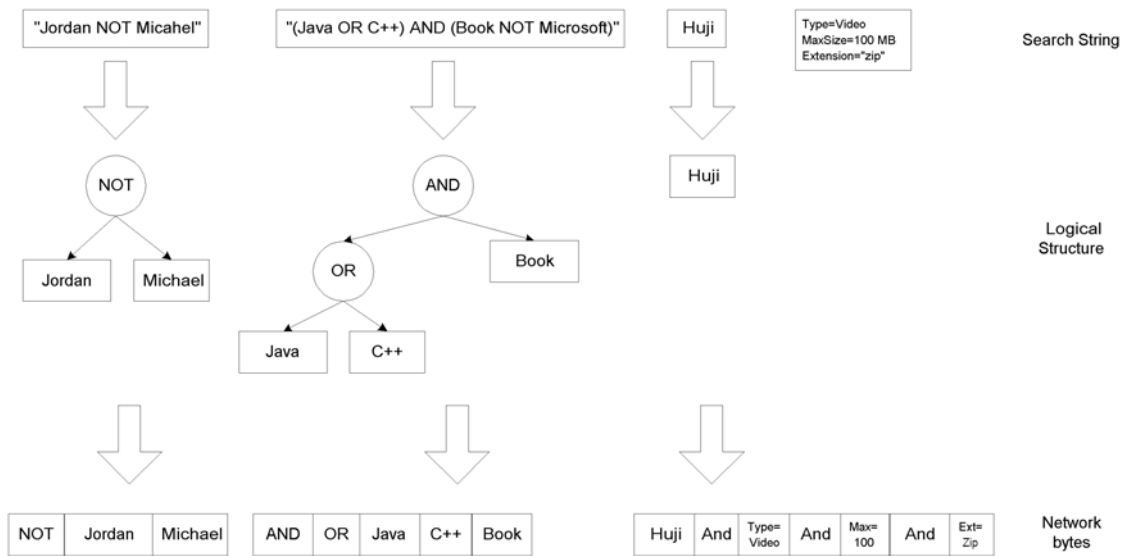 "Jordan NOT Micahel"
"(Java OR C++) AND (Book NOT Microsoft)"
Huji
Type=Video
MaxSize=100 MB
Extension="zip"
Search String
NOT
Jordan
Michael
AND
OR
Book
Java
C++
Huji
Logical
Structure
NOT
Jordan
Michael
AND
OR
Java
C++
Book
Huji
And
Type=
Video
And
Max=
100
And
Ext=
Zip
Network
bytes